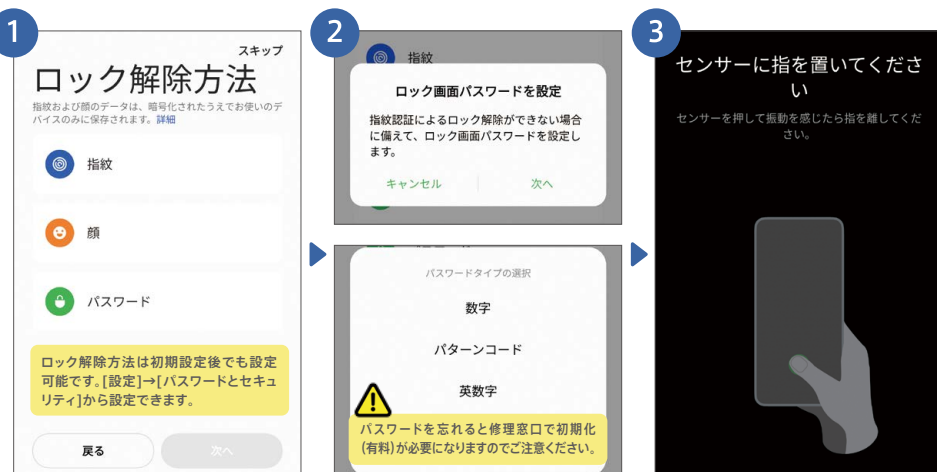 1
スキップ
ロック解除方法
指紋および顔のデータは、暗号化されたうえでお使いのデ
バイスのみに保存されます。詳細
指紋
顔
パスワード
ロック解除方法は初期設定後でも設定
可能です。[設定]→[パスワードとセキュ
リティ]から設定できます。
戻る
次へ
2
指紋
ロック画面パスワードを設定
指紋認証によるロック解除ができない場合
に備えて、ロック画面パスワードを設定し
ます。
キャンセル
次へ
パスワードタイプの選択
数字
パターンコード
英数字
パスワードを忘れると修理窓口で初期化
(有料)が必要になりますのでご注意ください。
3
センサーに指を置いてくださ
い
センサーを押して振動を感じたら指を離してくだ
さい。